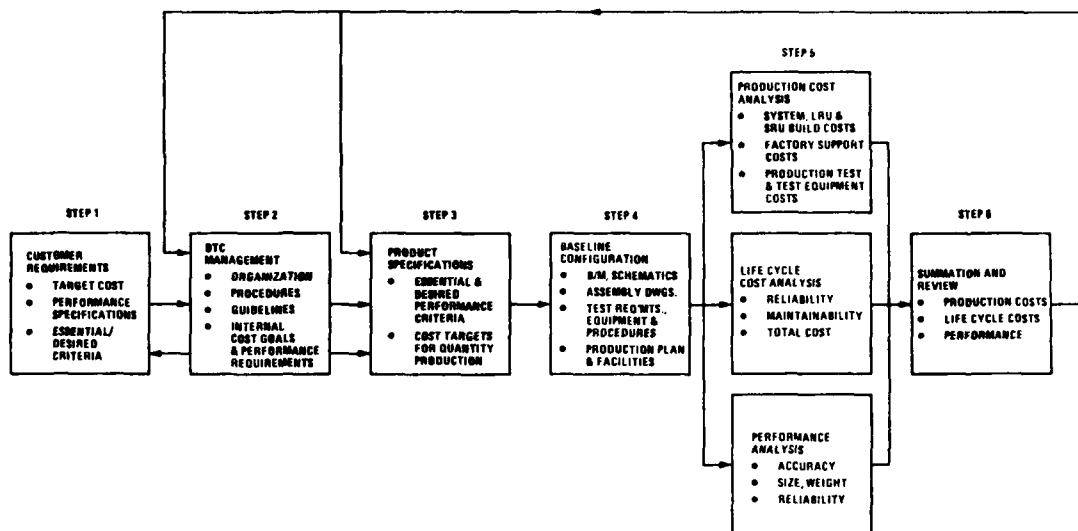 STEP 1
CUSTOMER
REQUIREMENTS
• TARGET COST
• PERFORMANCE
SPECIFICATIONS
• ESSENTIAL/
DESIRED
CRITERIA
STEP 2
DTC
MANAGEMENT
• ORGANIZATION
• PROCEDURES
• GUIDELINES
• INTERNAL
COST GOALS
& PERFORMANCE
REQUIREMENTS
STEP 3
PRODUCT
SPECIFICATIONS
• ESSENTIAL &
DESIRED
PERFORMANCE
CRITERIA
• COST TARGETS
FOR QUANTITY
PRODUCTION
STEP 4
BASELINE
CONFIGURATION
• B/M, SCHEMATICS
• ASSEMBLY DWGS.
• TEST REQ'MTS.,
EQUIPMENT &
PROCEDURES
• PRODUCTION PLAN
& FACILITIES
STEP 5
PRODUCTION COST
ANALYSIS
• SYSTEM, LRU &
SRU BUILD COSTS
• FACTORY SUPPORT
COSTS
• PRODUCTION TEST
& TEST EQUIPMENT
COSTS
LIFE CYCLE
COST ANALYSIS
• RELIABILITY
• MAINTAINABILITY
• TOTAL COST
PERFORMANCE
ANALYSIS
• ACCURACY
• SIZE, WEIGHT
• RELIABILITY
STEP 6
SUMMATION AND
REVIEW
• PRODUCTION COSTS
• LIFE CYCLE COSTS
• PERFORMANCE